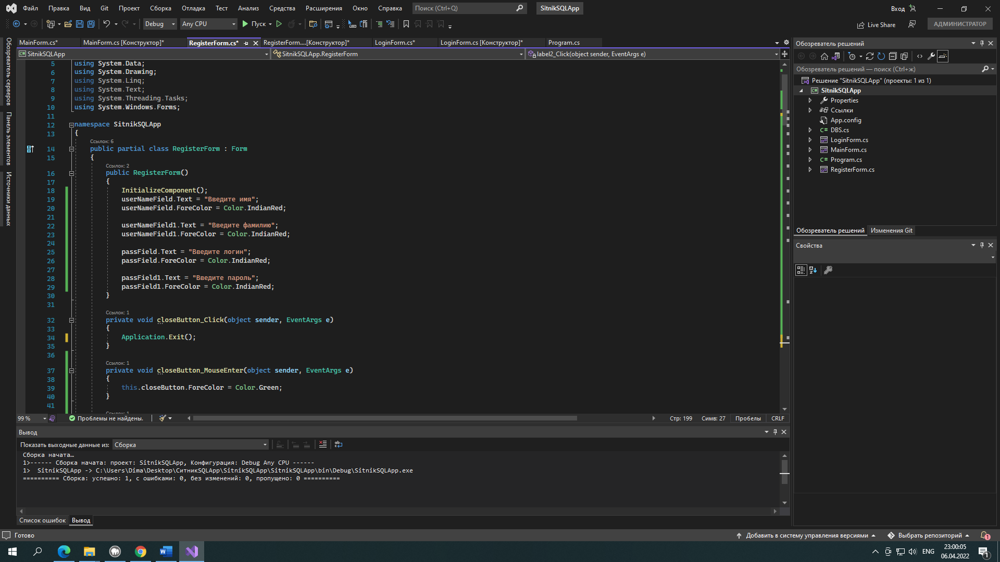 Файл Правка Вид Git Проект Сборка Отладка Тест Анализ Средства Расширения Окно Справка Поиск (Ctrl+Q) SitnikSQLApp Вход
Debug Any CPU Пуск Live Share АДМИНИСТРАТОР
MainForm.cs* MainForm.cs [Конструктор]* RegisterForm.cs* RegisterForm....[Конструктор]* LoginForm.cs* LoginForm.cs [Конструктор]* Program.cs
SitnikSQLApp SitnikSQLApp.RegisterForm label2_Click(object sender, EventArgs e)
Обозреватель серверов
Панель элементов
Источники данных
5 using System.Data;
6 using System.Drawing;
7 using System.Linq;
8 using System.Text;
9 using System.Threading.Tasks;
10 using System.Windows.Forms;
11
12 namespace SitnikSQLApp
13 {
Ссылок: 6
14 public partial class RegisterForm : Form
15 {
Ссылок: 2
16 public RegisterForm()
17 {
18 InitializeComponent();
19 userNameField.Text = "Введите имя";
20 userNameField.ForeColor = Color.IndianRed;
21
22 userNameField1.Text = "Введите фамилию";
23 userNameField1.ForeColor = Color.IndianRed;
24
25 passField.Text = "Введите логин";
26 passField.ForeColor = Color.IndianRed;
27
28 passField1.Text = "Введите пароль";
29 passField1.ForeColor = Color.IndianRed;
30 }
31
Ссылок: 1
32 private void closeButton_Click(object sender, EventArgs e)
33 {
34 Application.Exit();
35 }
36
Ссылок: 1
37 private void closeButton_MouseEnter(object sender, EventArgs e)
38 {
39 this.closeButton.ForeColor = Color.Green;
40 }
41
Ссылок: 1
99 % Проблемы не найдены. Стр: 199 Симв: 27 Пробелы CRLF
Вывод
Показать выходные данные из: Сборка
Сборка начата…
1>------ Сборка начата: проект: SitnikSQLApp, Конфигурация: Debug Any CPU ------
1> SitnikSQLApp -> C:\Users\Dima\Desktop\СитникSQLApp\SitnikSQLApp\SitnikSQLApp\bin\Debug\SitnikSQLApp.exe
========== Сборка: успешно: 1, с ошибками: 0, без изменений: 0, пропущено: 0 ==========
Список ошибок Вывод
Обозреватель решений
Обозреватель решений — поиск (Ctrl+ж)
Решение "SitnikSQLApp" (проекты: 1 из 1)
SitnikSQLApp
Properties
Ссылки
App.config
DBS.cs
LoginForm.cs
MainForm.cs
Program.cs
RegisterForm.cs
Обозреватель решений Изменения Git
Свойства
Готово Добавить в систему управления версиями Выбрать репозиторий 1
ENG 23:00:05
06.04.2022 1